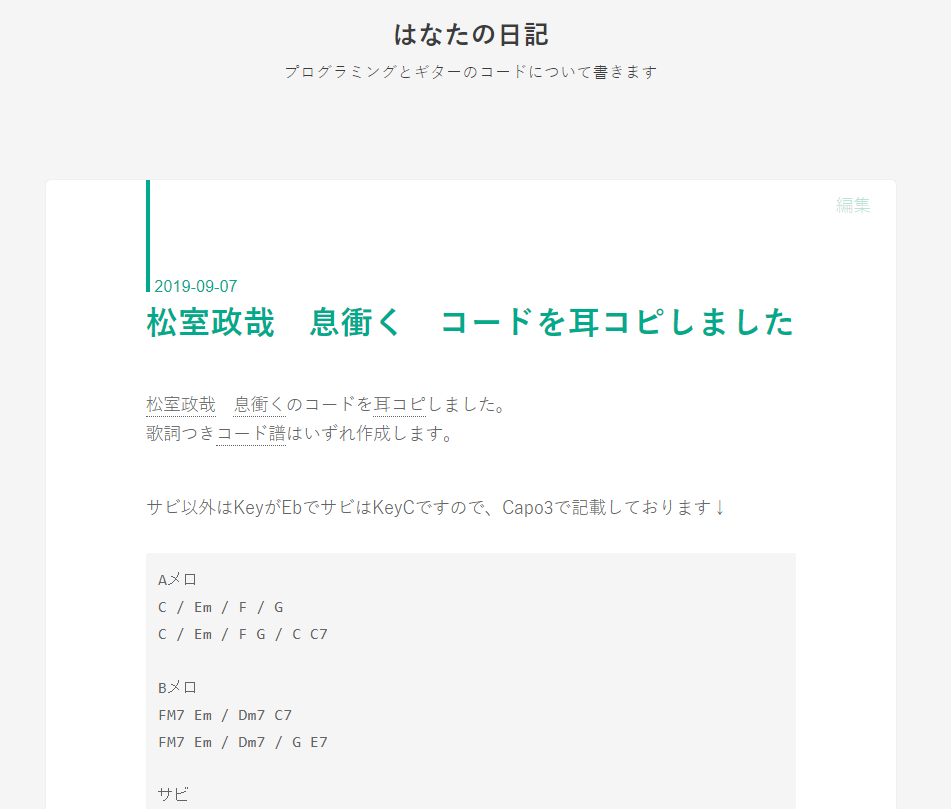 はなたの日記
プログラミングとギターのコードについて書きます
編集
2019-09-07
松室政哉　息衝く　コードを耳コピしました
松室政哉　息衝くのコードを耳コピしました。
歌詞つきコード譜はいずれ作成します。
サビ以外はKeyがEbでサビはKeyCですので、Capo3で記載しております↓
Aメロ
C / Em / F / G
C / Em / F G / C C7
Bメロ
FM7 Em / Dm7 C7
FM7 Em / Dm7 / G E7
サビ